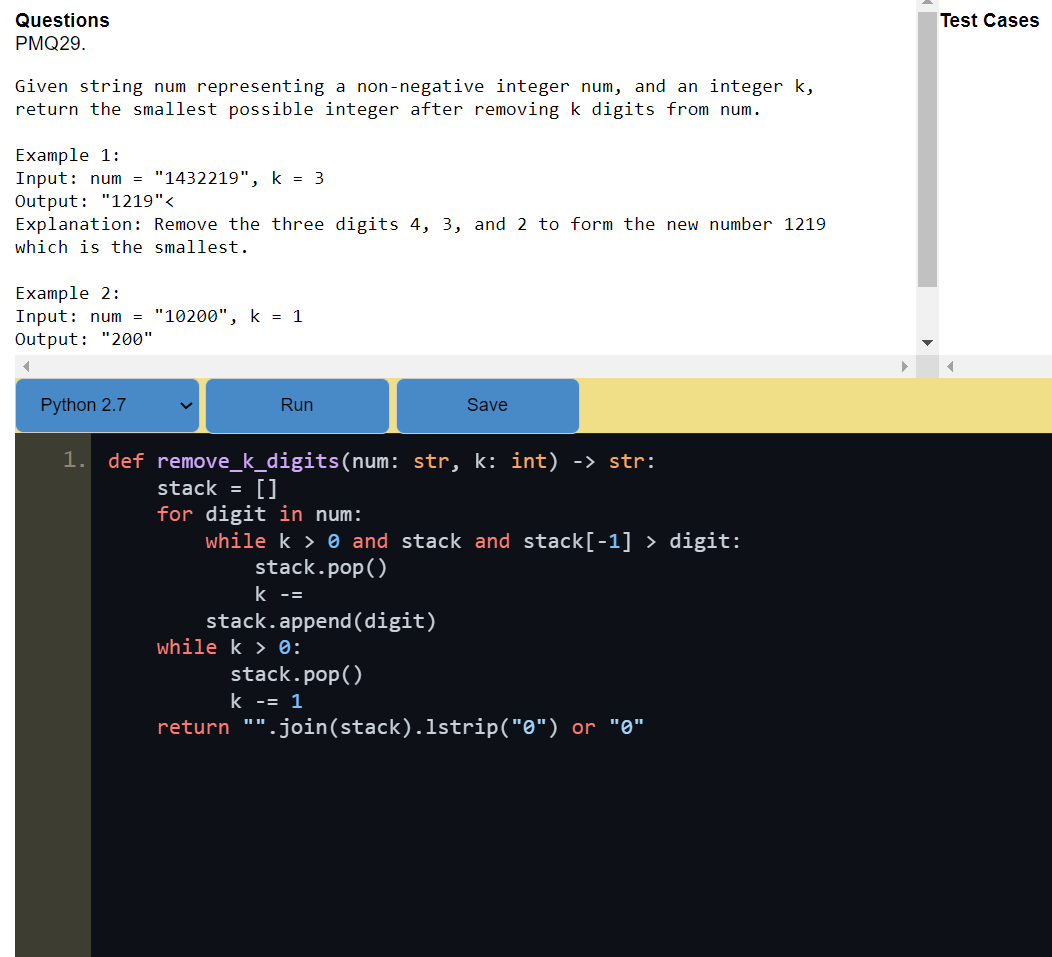 Questions
Test Cases
PMQ29.
Given string num representing a non-negative integer num, and an integer k,
return the smallest possible integer after removing k digits from num.
Example 1:
Input: num = "1432219", k = 3
Output: "1219"<
Explanation: Remove the three digits 4, 3, and 2 to form the new number 1219
which is the smallest.
Example 2:
Input: num = "10200", k = 1
Output: "200"
Python 2.7
Run
Save
1. def remove_k_digits(num: str, k: int) -> str:
    stack = []
    for digit in num:
        while k > 0 and stack and stack[-1] > digit:
            stack.pop()
            k -=
        stack.append(digit)
    while k > 0:
          stack.pop()
          k -= 1
    return "".join(stack).lstrip("0") or "0"